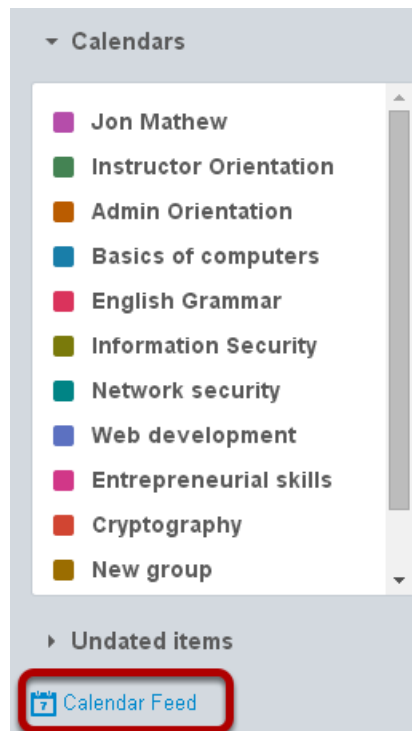 Calendars
Jon Mathew
Instructor Orientation
Admin Orientation
Basics of computers
English Grammar
Information Security
Network security
Web development
Entrepreneurial skills
Cryptography
New group
Undated items
7 Calendar Feed